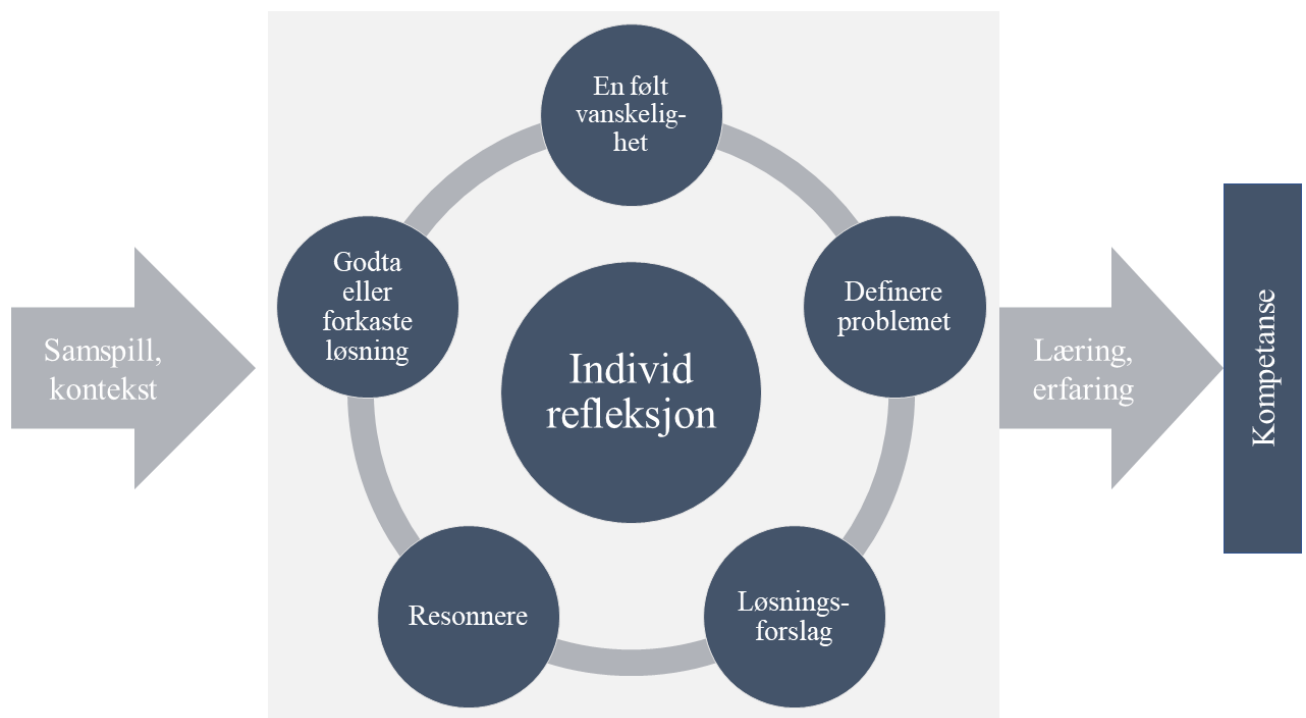 Samspill,
kontekst
En følt
vanskelig-
het
Definere
problemet
Løsnings-
forslag
Resonnere
Godta
eller
forkaste
løsning
Individ
refleksjon
Læring,
erfaring
Kompetanse